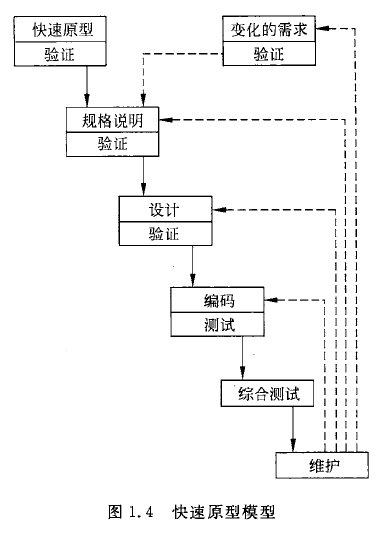 快速原型
验证
变化的需求
验证
规格说明
验证
设计
验证
编码
测试
综合测试
维护
图 1.4 快速原型模型